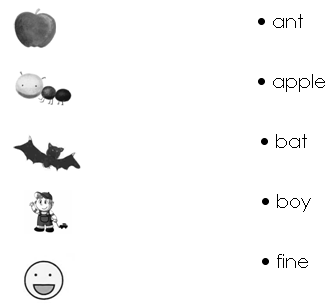 • ant
• apple
• bat
• boy
• fine